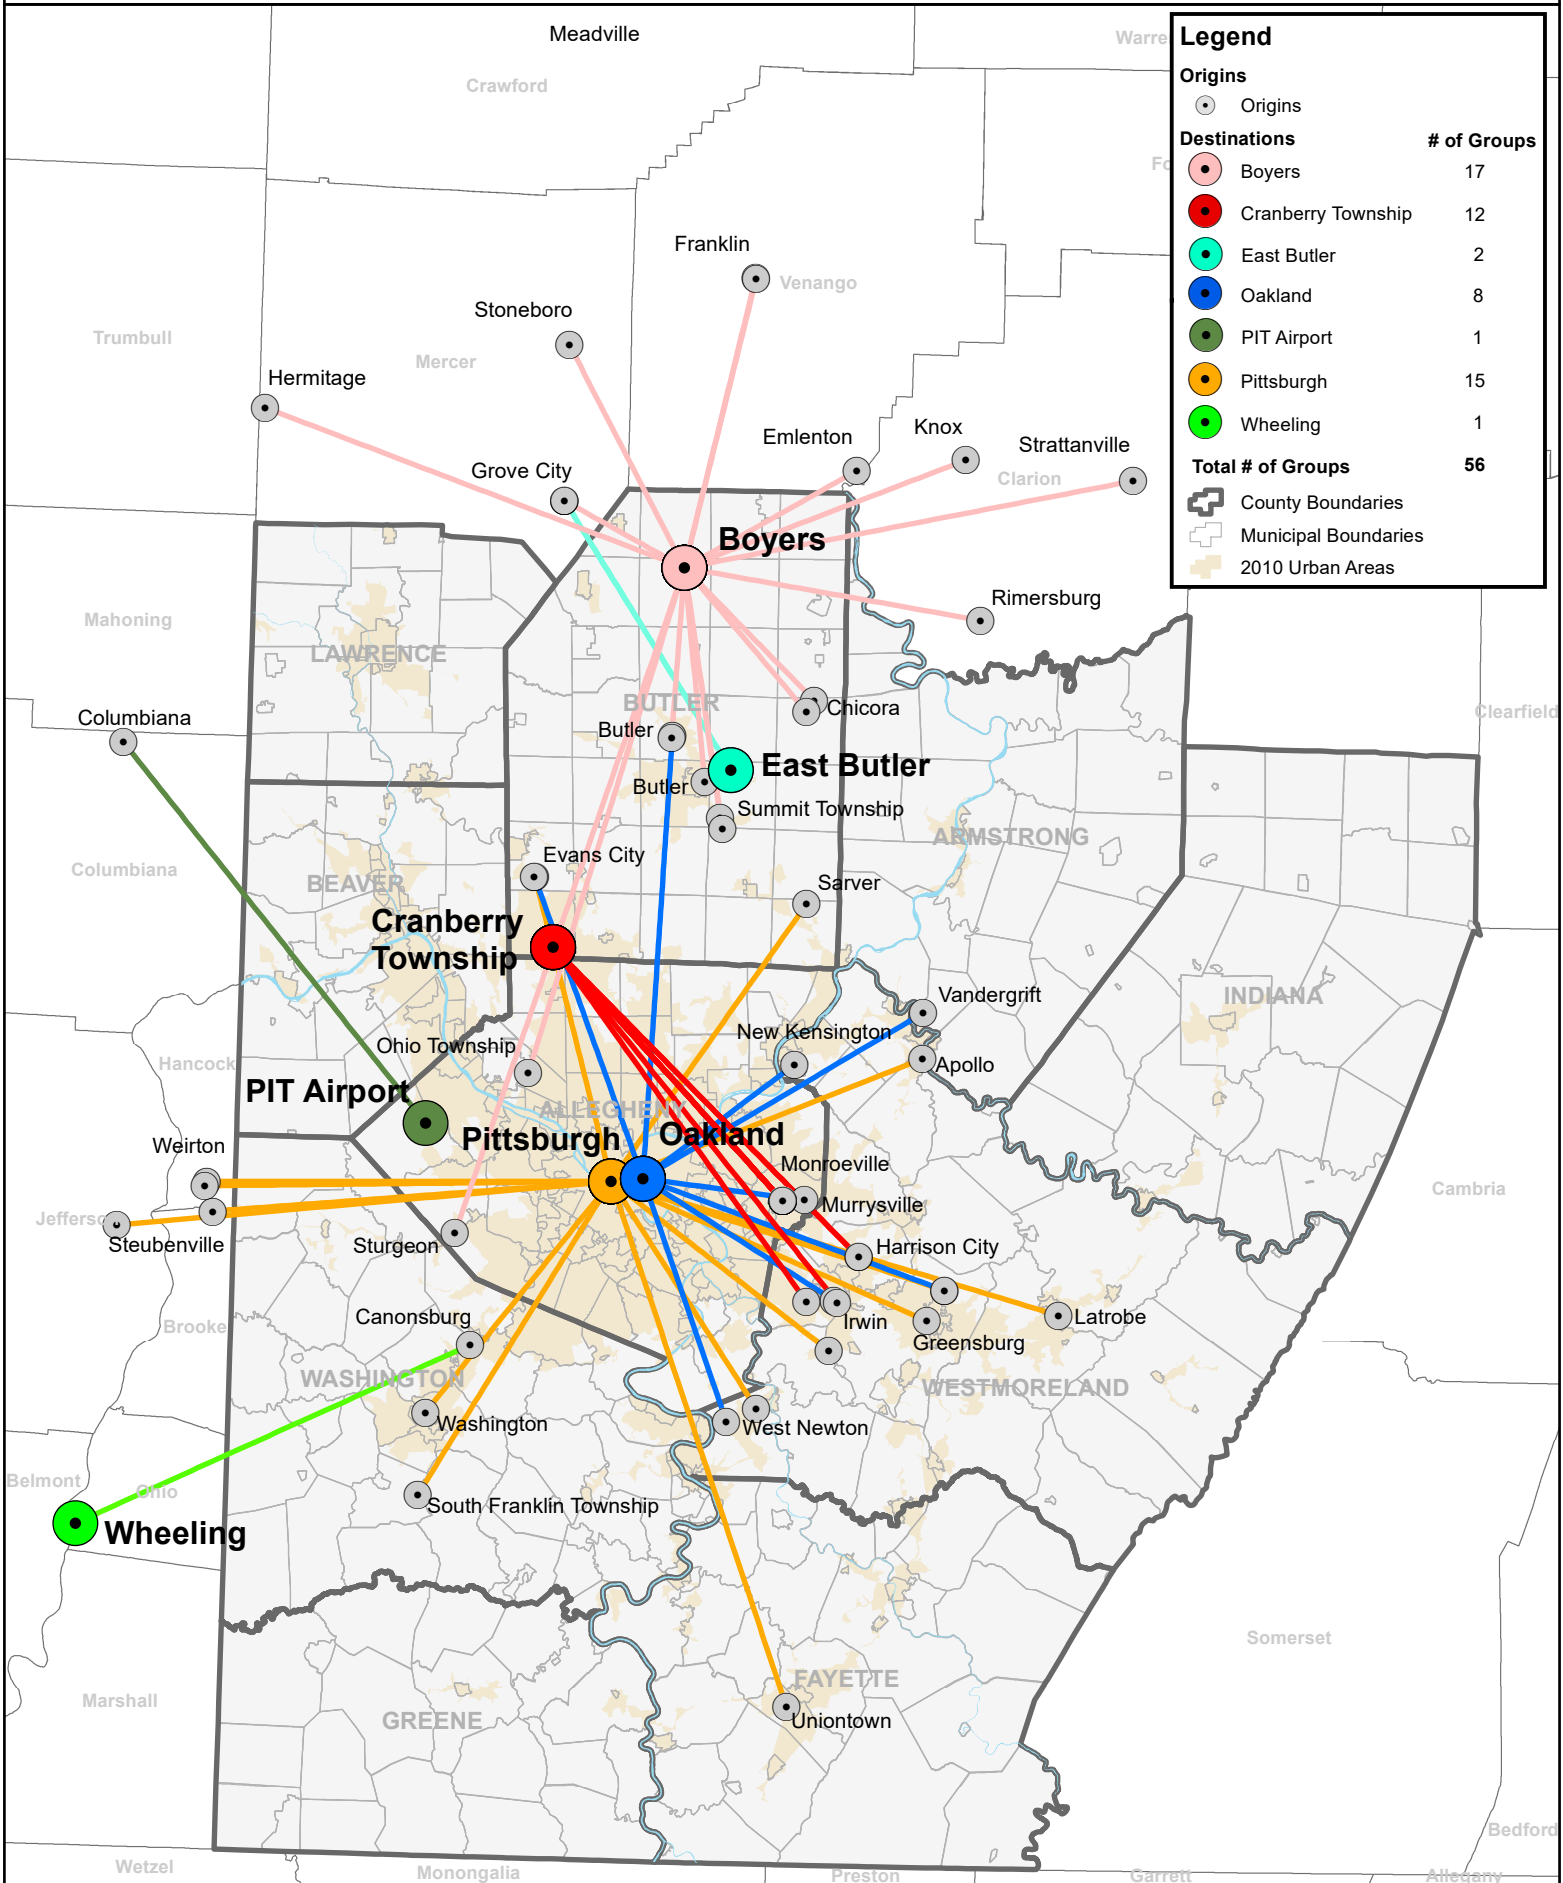 Meadville
Crawford
Warre
Legend
Origins
Origins
Destinations # of Groups
Boyers 17
Cranberry Township 12
East Butler 2
Oakland 8
PIT Airport 1
Pittsburgh 15
Wheeling 1
Total # of Groups 56
County Boundaries
Municipal Boundaries
2010 Urban Areas
Fo
Franklin
Venango
Stoneboro
Trumbull
Mercer
Hermitage
Emlenton
Knox
Strattanville
Grove City
Clarion
Boyers
Rimersburg
Mahoning
LAWRENCE
BUTLER
Chicora
Clearfield
Columbiana
Butler
East Butler
Butler
Summit Township
ARMSTRONG
Evans City
Columbiana
BEAVER
Sarver
Cranberry
Township
Vandergrift
INDIANA
New Kensington
Ohio Township
Hancock
Apollo
PIT Airport
ALLEGHENY
Pittsburgh
Oakland
Weirton
Monroeville
Cambria
Murrysville
Jefferso
Steubenville
Sturgeon
Harrison City
Canonsburg
Irwin
Latrobe
Brooke
Greensburg
WASHINGTON
WESTMORELAND
Washington
West Newton
Belmont
Ohio
South Franklin Township
Wheeling
Somerset
FAYETTE
Marshall
GREENE
Uniontown
Bedford
Wetzel
Monongalia
Preston
Garrett
Allegany